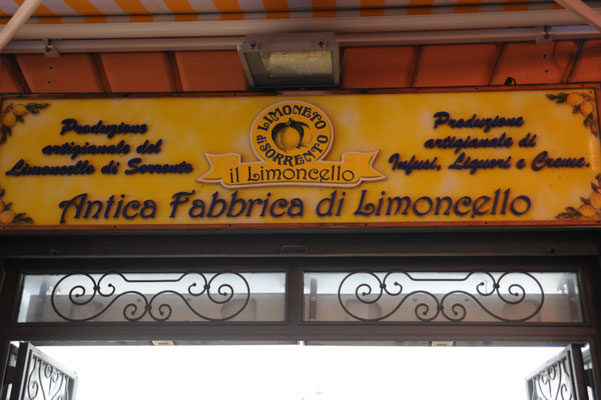 Produzione
artigianale del
Limoncello di Sorrento
LIMONETO
di SORRENTO
il Limoncello
Produzione
artigianale di
Infusi, Liquori e Creme.
Antica Fabbrica di Limoncello